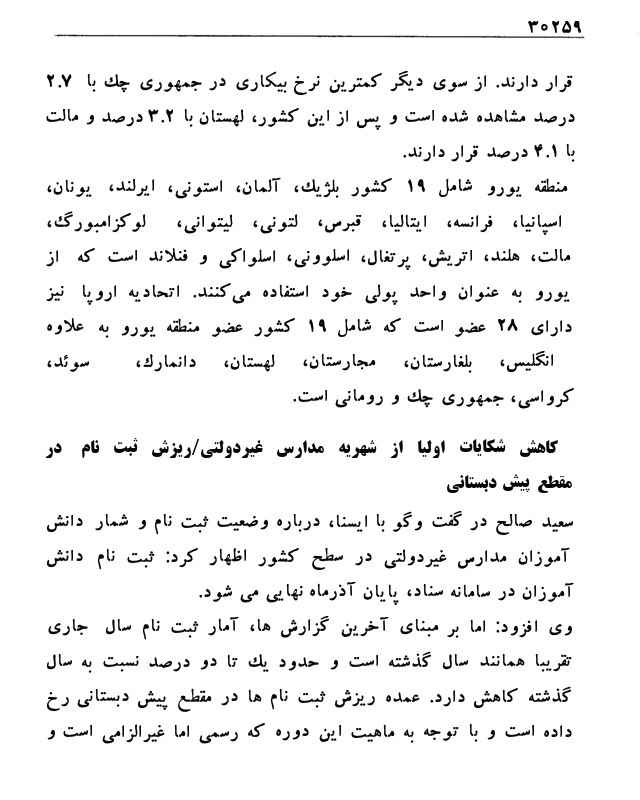 ۳۰۲۵۹
قرار دارند. از سوی دیگر کمترین نرخ بیکاری در جمهوری چك با ۲.۷
درصد مشاهده شده است و پس از این کشور، لهستان با ۳.۲ درصد و مالت
با ۴.۱ درصد قرار دارند.
منطقه یورو شامل ۱۹ کشور بلژیك، آلمان، استونی، ایرلند، یونان،
اسپانیا، فرانسه، ایتالیا، قبرس، لتونی، لیتوانی، لوکزامبورگ،
مالت، هلند، اتریش، پرتغال، اسلوونی، اسلواکی و فنلاند است که از
یورو به عنوان واحد پولی خود استفاده می‌کنند. اتحادیه اروپا نیز
دارای ۲۸ عضو است که شامل ۱۹ کشور عضو منطقه یورو به علاوه
انگلیس، بلغارستان، مجارستان، لهستان، دانمارك، سوئد،
کرواسی، جمهوری چك و رومانی است.
کاهش شکایات اولیا از شهریه مدارس غیردولتی/ریزش ثبت نام در
مقطع پیش دبستانی
سعید صالح در گفت وگو با ایسنا، درباره وضعیت ثبت نام و شمار دانش
آموزان مدارس غیردولتی در سطح کشور اظهار کرد: ثبت نام دانش
آموزان در سامانه سناد، پایان آذرماه نهایی می شود.
وی افزود: اما بر مبنای آخرین گزارش ها، آمار ثبت نام سال جاری
تقریبا همانند سال گذشته است و حدود یك تا دو درصد نسبت به سال
گذشته کاهش دارد. عمده ریزش ثبت نام ها در مقطع پیش دبستانی رخ
داده است و با توجه به ماهیت این دوره که رسمی اما غیرالزامی است و